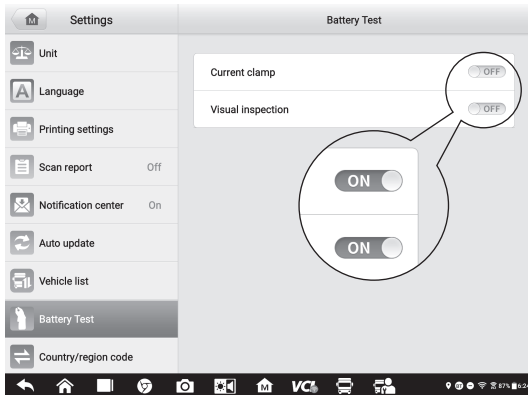 Settings
Battery Test
Unit
Language
Printing settings
Scan report Off
Notification center On
Auto update
Vehicle list
Battery Test
Country/region code
Current clamp OFF
Visual inspection OFF
ON
ON
A
M
M
VCI
87%